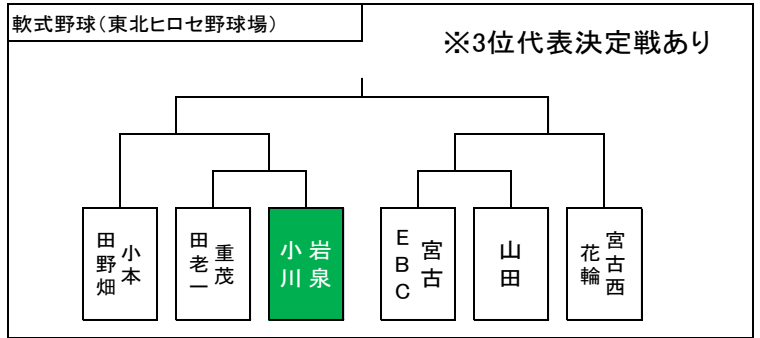 軟式野球（東北ヒロセ野球場）
※3位代表決定戦あり
小本
田野畑
重茂
田老一
岩泉
小川
宮古
EBC
山田
宮古西
花輪